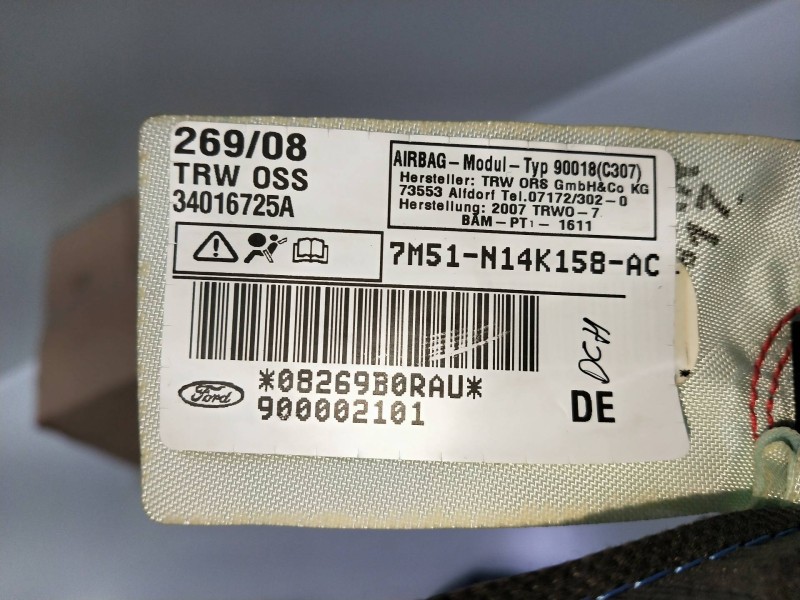 269/08
TRW OSS
34016725A
AIRBAG-Modul-Typ 90018(C307)
Hersteller: TRW ORS GmbH&Co KG
73553 Alfdorf Tel.07172/302-0
Herstellung: 2007 TRWO-7
BAM-PT1- 1611
7M51-N14K158-AC
*08269B0RAU*
900002101
Ford
DE
DCH